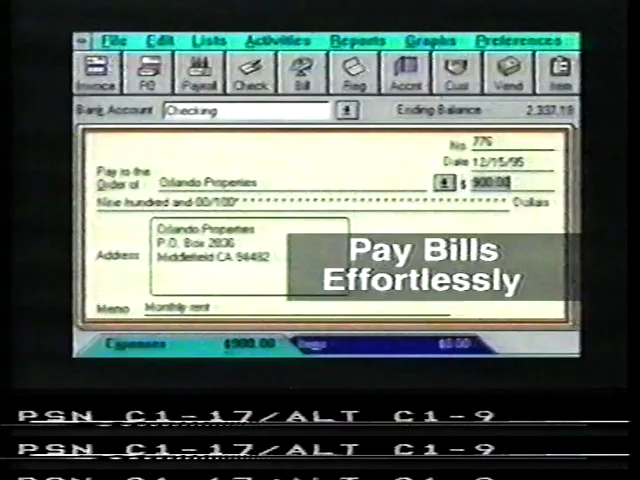 File Edit Lists Activities Reports Graphs Preferences
Invoice PO Payroll Check Bill Reg Accnt Cust Vend Item
Bank Account Checking Ending Balance 2,337.19
No. 776
Date 12/15/95
Pay to the
Order of Orlando Properties $ 900.00
Nine hundred and 00/100 Dollars
Orlando Properties
P.O. Box 2836
Address Middlefield CA 94482
Pay Bills
Effortlessly
Memo Monthly rent
Expenses $900.00 Items $0.00
PSN C1-17/ALT C1-9
PSN C1-17/ALT C1-9